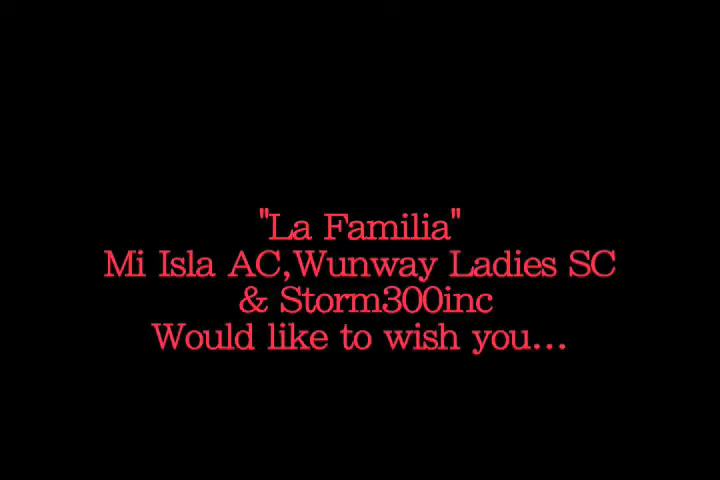 "La Familia"
Mi Isla AC,Wunway Ladies SC
& Storm300inc
Would like to wish you...